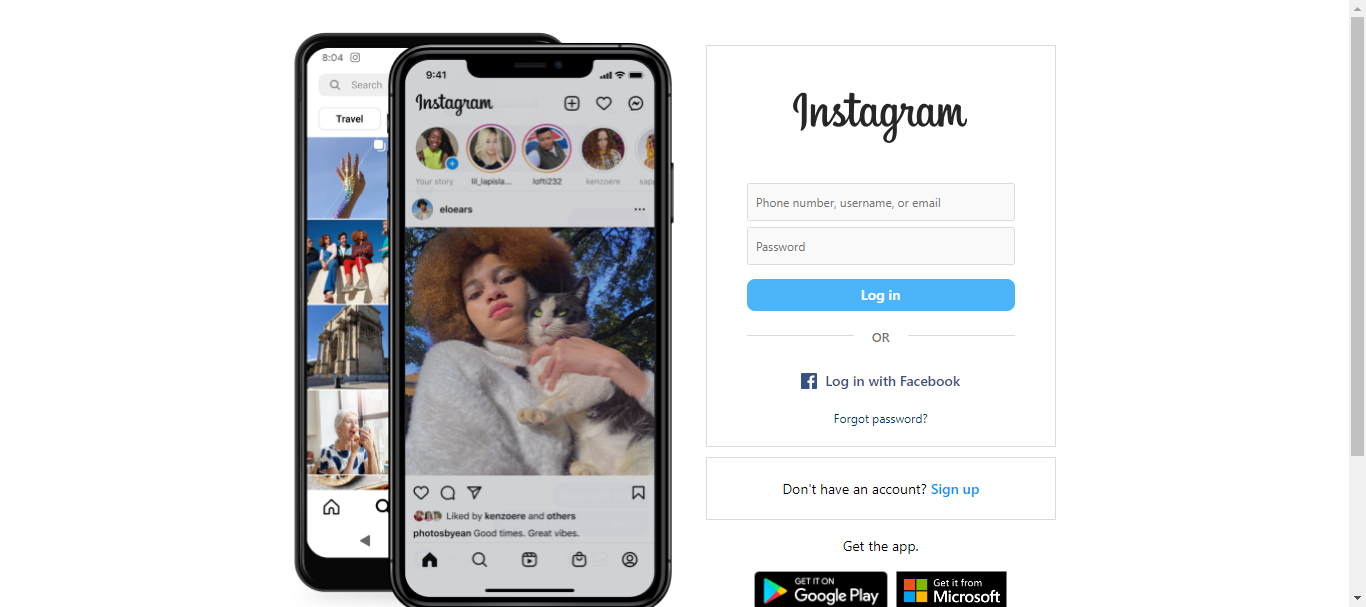 8:04
Search
Travel
9:41
Instagram
Your story
lil_lapisla...
lofti232
kenzoere
sapp
eloears
Liked by kenzoere and others
photosbyean Good times. Great vibes.
Instagram
Phone number, username, or email
Password
Log in
OR
Log in with Facebook
Forgot password?
Don't have an account? Sign up
Get the app.
GET IT ON
Google Play
Get it from
Microsoft